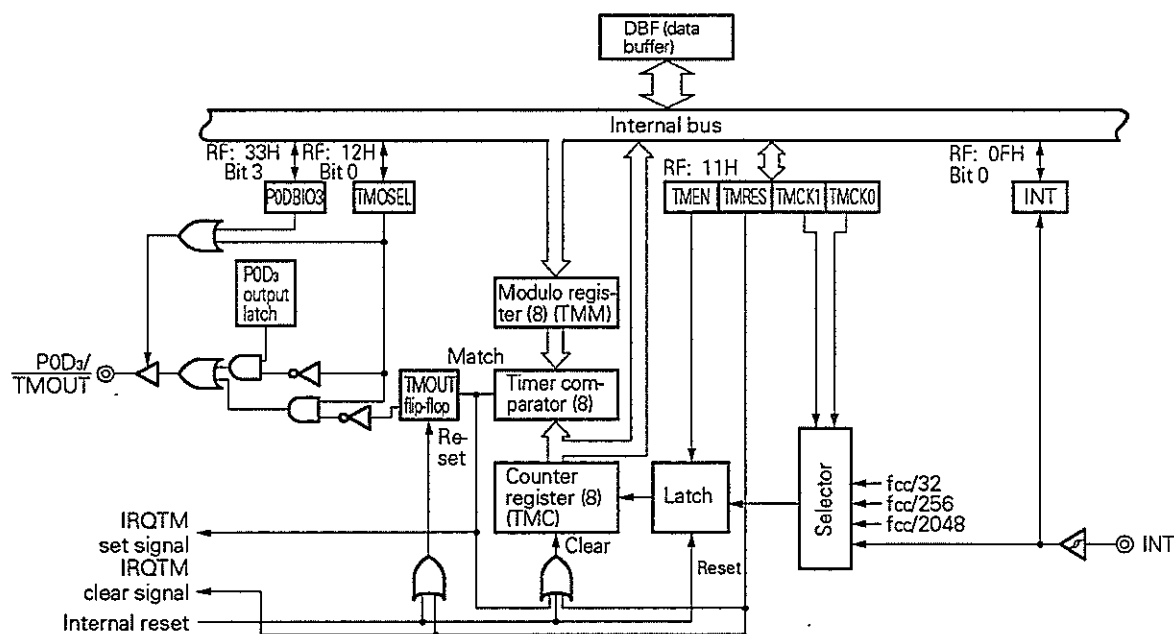 DBF (data
buffer)
Internal bus
RF: 33H
Bit 3
RF: 12H
Bit 0
RF: 11H
RF: 0FH
Bit 0
P0DBIO3
TMOSEL
TMEN
TMRES
TMCK1
TMCK0
INT
P0D₃
output
latch
Modulo regis-
ter (8) (TMM)
Match
P0D₃/
TMOUT
TMOUT
flip-flop
Timer com-
parator (8)
Re-
set
Counter
register (8)
(TMC)
Latch
Selector
fcc/32
fcc/256
fcc/2048
INT
IRQTM
set signal
Clear
Reset
IRQTM
clear signal
Internal reset